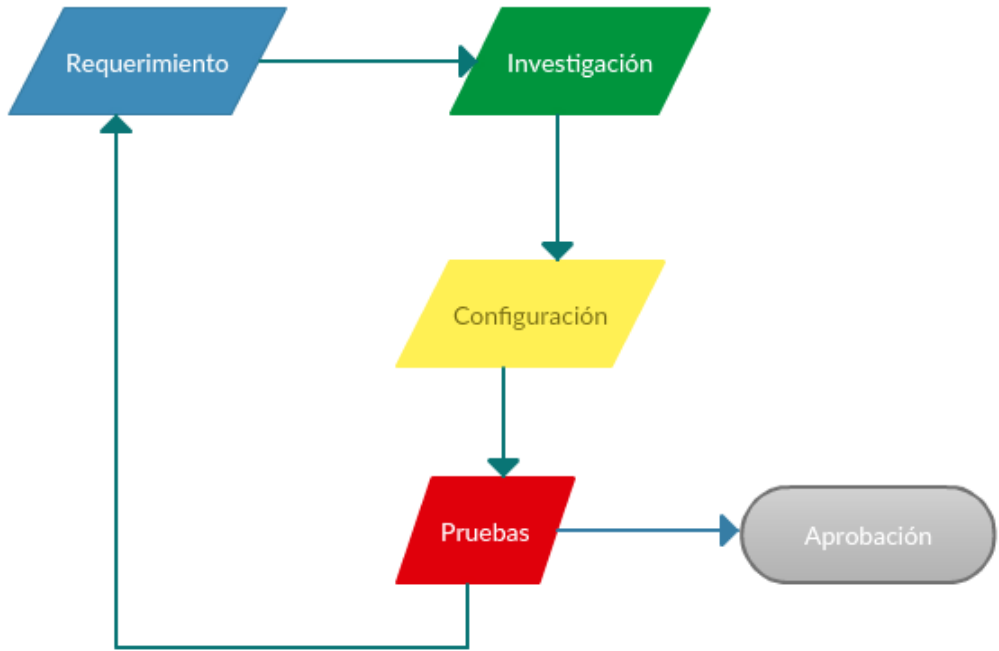 Requerimiento
Investigación
Configuración
Pruebas
Aprobación